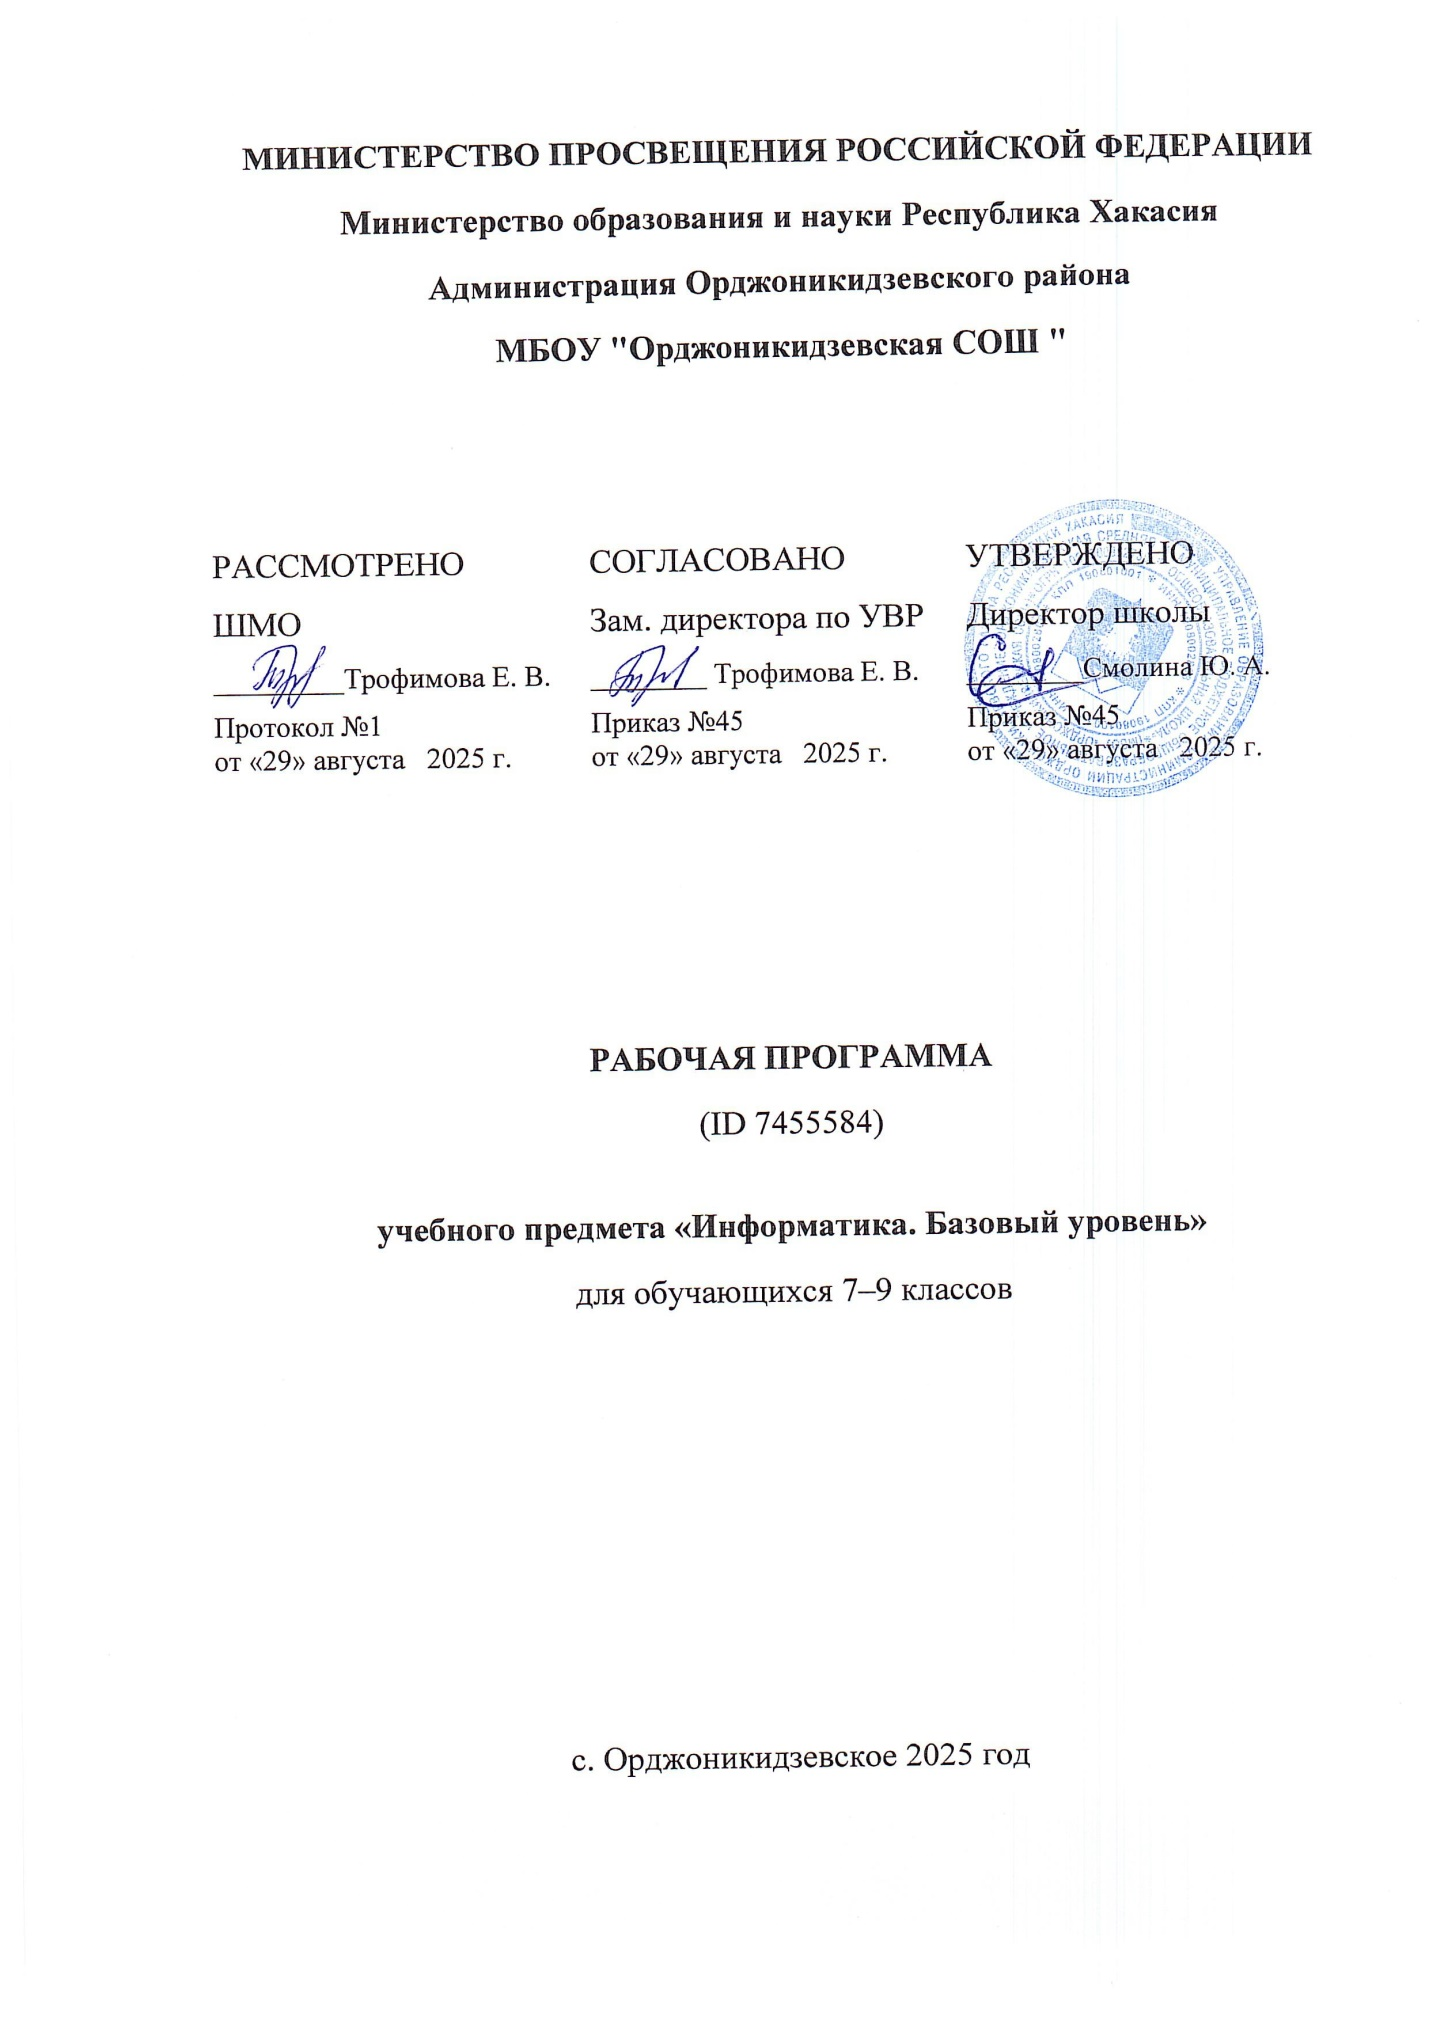 МИНИСТЕРСТВО ПРОСВЕЩЕНИЯ РОССИЙСКОЙ ФЕДЕРАЦИИ
Министерство образования и науки Республика Хакасия
Администрация Орджоникидзевского района
МБОУ "Орджоникидзевская СОШ "
РАССМОТРЕНО
ШМО
Трофимова Е. В.
Протокол №1
от «29» августа 2025 г.
СОГЛАСОВАНО
Зам. директора по УВР
Трофимова Е. В.
Приказ №45
от «29» августа 2025 г.
УТВЕРЖДЕНО
Директор школы
Смолина Ю. А.
Приказ №45
от «29» августа 2025 г.
РАБОЧАЯ ПРОГРАММА
(ID 7455584)
учебного предмета «Информатика. Базовый уровень»
для обучающихся 7–9 классов
с. Орджоникидзевское 2025 год